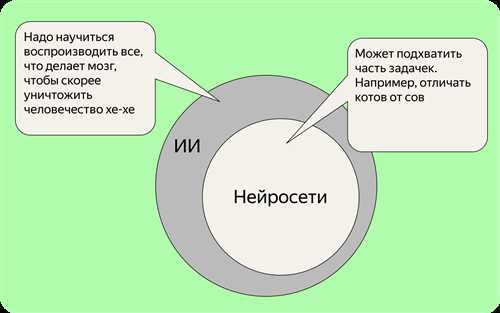 Надо научиться
воспроизводить все,
что делает мозг,
чтобы скорее
уничтожить
человечество хе-хе
Может подхватить
часть задачек.
Например, отличать
котов от сов
ИИ
Нейросети